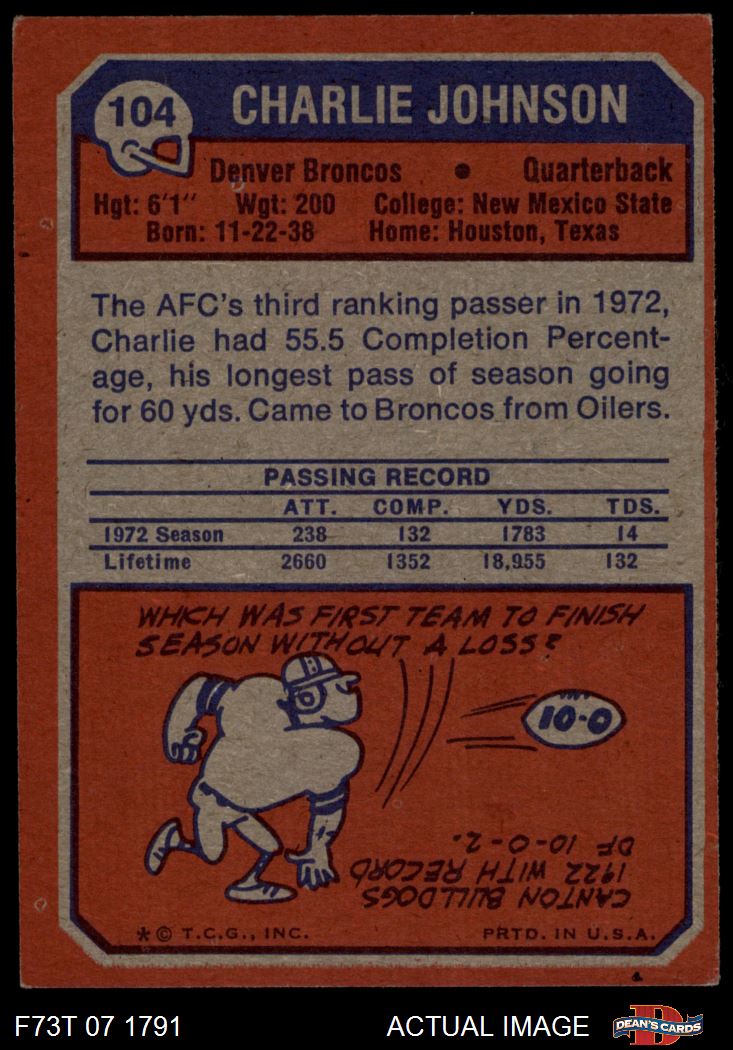 104
CHARLIE JOHNSON
Denver Broncos • Quarterback
Hgt: 6'1" Wgt: 200 College: New Mexico State
Born: 11-22-38 Home: Houston, Texas
The AFC's third ranking passer in 1972,
Charlie had 55.5 Completion Percent-
age, his longest pass of season going
for 60 yds. Came to Broncos from Oilers.
PASSING RECORD
ATT. COMP. YDS. TDS.
1972 Season 238 132 1783 14
Lifetime 2660 1352 18,955 132
WHICH WAS FIRST TEAM TO FINISH
SEASON WITHOUT A LOSS?
10-0
CANTON BULLDOGS
1922 WITH RECORD
OF 10-0-2.
* © T.C.G., INC. PRTD. IN U.S.A.
F73T 07 1791 ACTUAL IMAGE
D
DEAN'S CARDS